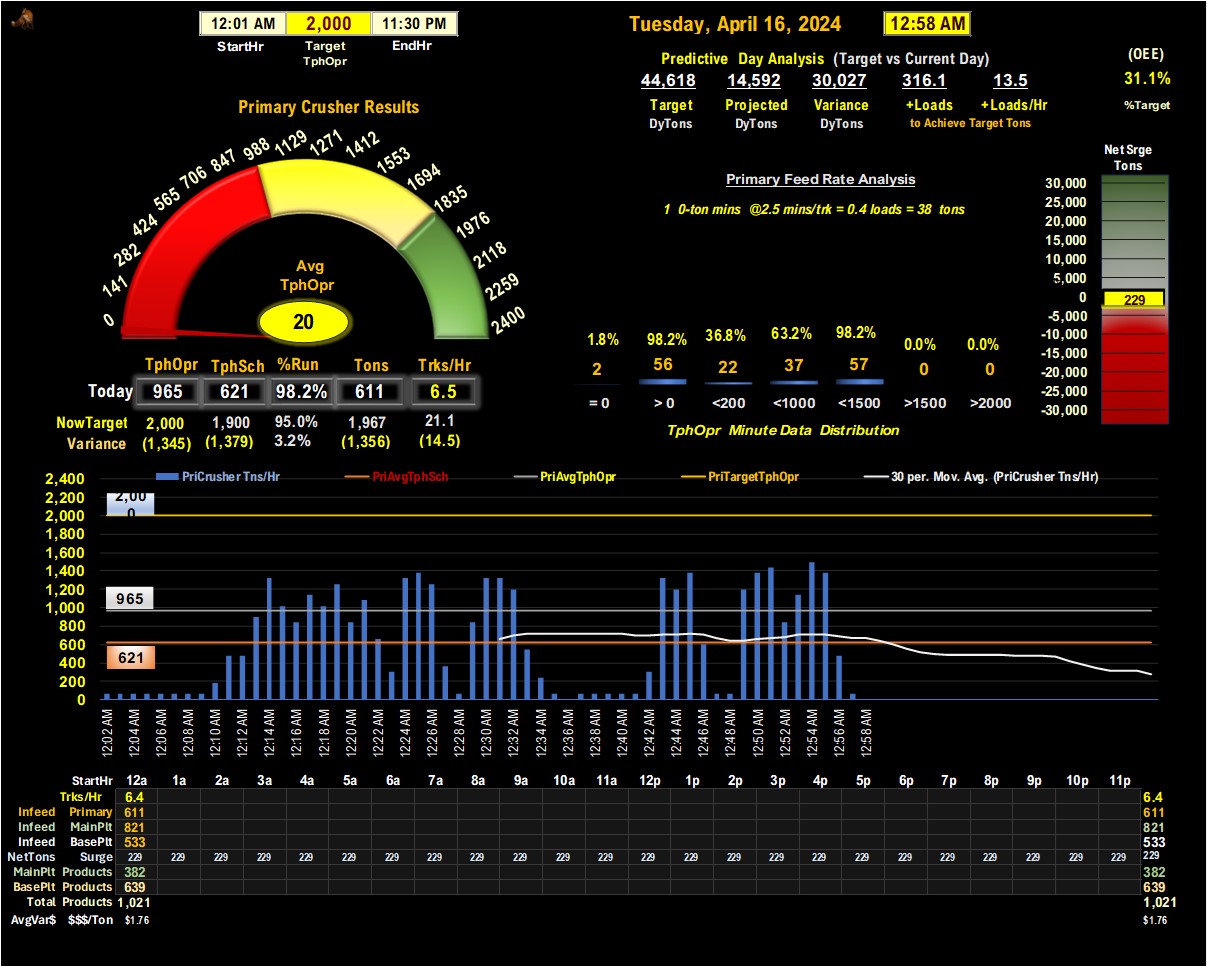 12:01 AM 2,000 11:30 PM
StartHr Target EndHr
TphOpr
Tuesday, April 16, 2024 12:58 AM
Predictive Day Analysis (Target vs Current Day)
44,618 14,592 30,027 316.1 13.5
Target Projected Variance +Loads +Loads/Hr
DyTons DyTons DyTons to Achieve Target Tons
(OEE)
31.1%
%Target
Primary Crusher Results
0 141 282 424 565 706 847 988 1129 1271 1412 1553 1694 1835 1976 2118 2259 2400
Avg
TphOpr
20
Primary Feed Rate Analysis
1 0-ton mins @2.5 mins/trk = 0.4 loads = 38 tons
Net Srge
Tons
30,000
25,000
20,000
15,000
10,000
5,000
0
-5,000
-10,000
-15,000
-20,000
-25,000
-30,000
229
1.8% 98.2% 36.8% 63.2% 98.2% 0.0% 0.0%
2 56 22 37 57 0 0
= 0 > 0 <200 <1000 <1500 >1500 >2000
TphOpr Minute Data Distribution
TphOpr TphSch %Run Tons Trks/Hr
Today 965 621 98.2% 611 6.5
NowTarget 2,000 1,900 95.0% 1,967 21.1
Variance (1,345) (1,379) 3.2% (1,356) (14.5)
PriCrusher Tns/Hr PriAvgTphSch PriAvgTphOpr PriTargetTphOpr 30 per. Mov. Avg. (PriCrusher Tns/Hr)
2,400
2,200
2,000
1,800
1,600
1,400
1,200
1,000
800
600
400
200
0
2,00
0
965
621
12:02 AM 12:04 AM 12:06 AM 12:08 AM 12:10 AM 12:12 AM 12:14 AM 12:16 AM 12:18 AM 12:20 AM 12:22 AM 12:24 AM 12:26 AM 12:28 AM 12:30 AM 12:32 AM 12:34 AM 12:36 AM 12:38 AM 12:40 AM 12:42 AM 12:44 AM 12:46 AM 12:48 AM 12:50 AM 12:52 AM 12:54 AM 12:56 AM 12:58 AM
StartHr 12a 1a 2a 3a 4a 5a 6a 7a 8a 9a 10a 11a 12p 1p 2p 3p 4p 5p 6p 7p 8p 9p 10p 11p
Trks/Hr 6.4 6.4
Infeed Primary 611 611
Infeed MainPlt 821 821
Infeed BasePlt 533 533
NetTons Surge 229 229 229 229 229 229 229 229 229 229 229 229 229 229 229 229 229 229 229 229 229 229 229 229 229
MainPlt Products 382 382
BasePlt Products 639 639
Total Products 1,021 1,021
AvgVar$ $$$/Ton $1.76 $1.76